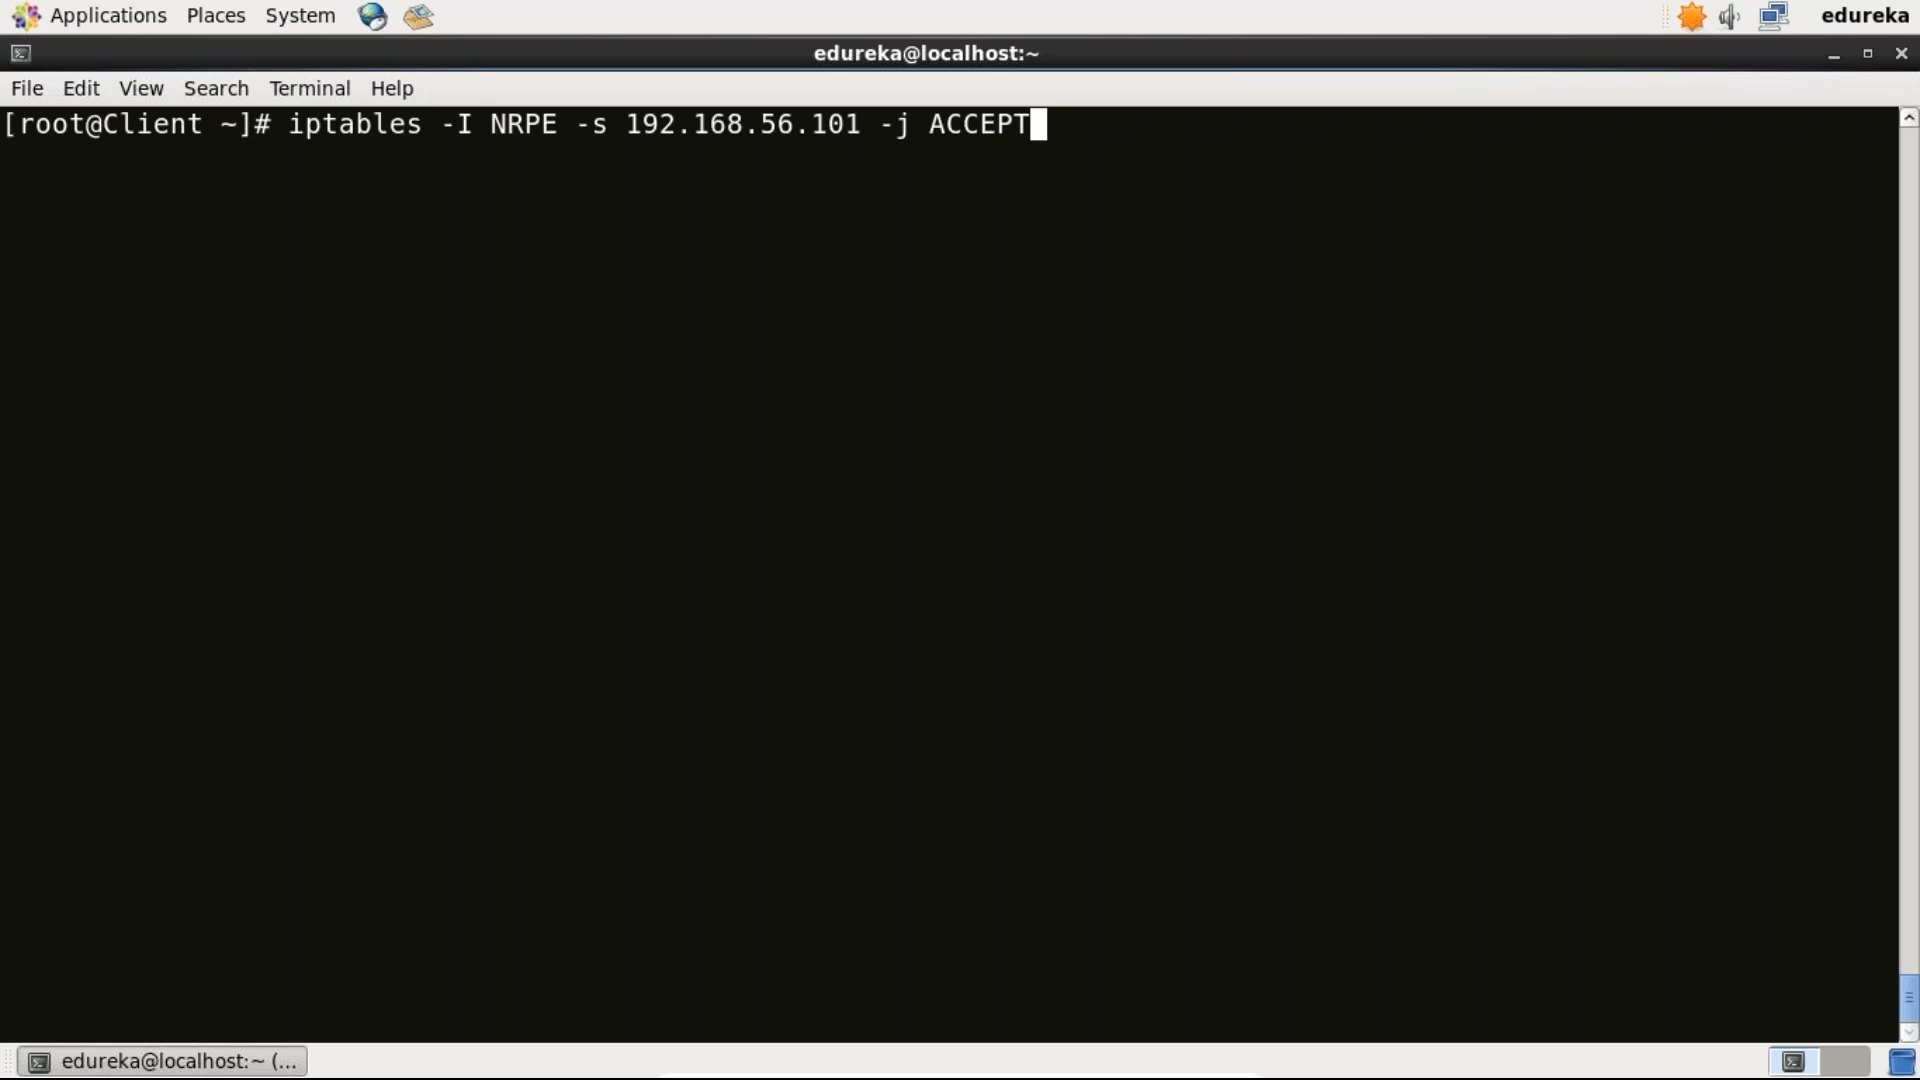 Applications Places System edureka
edureka@localhost:~
File Edit View Search Terminal Help
[root@Client ~]# iptables -I NRPE -s 192.168.56.101 -j ACCEPT
edureka@localhost:~ (...